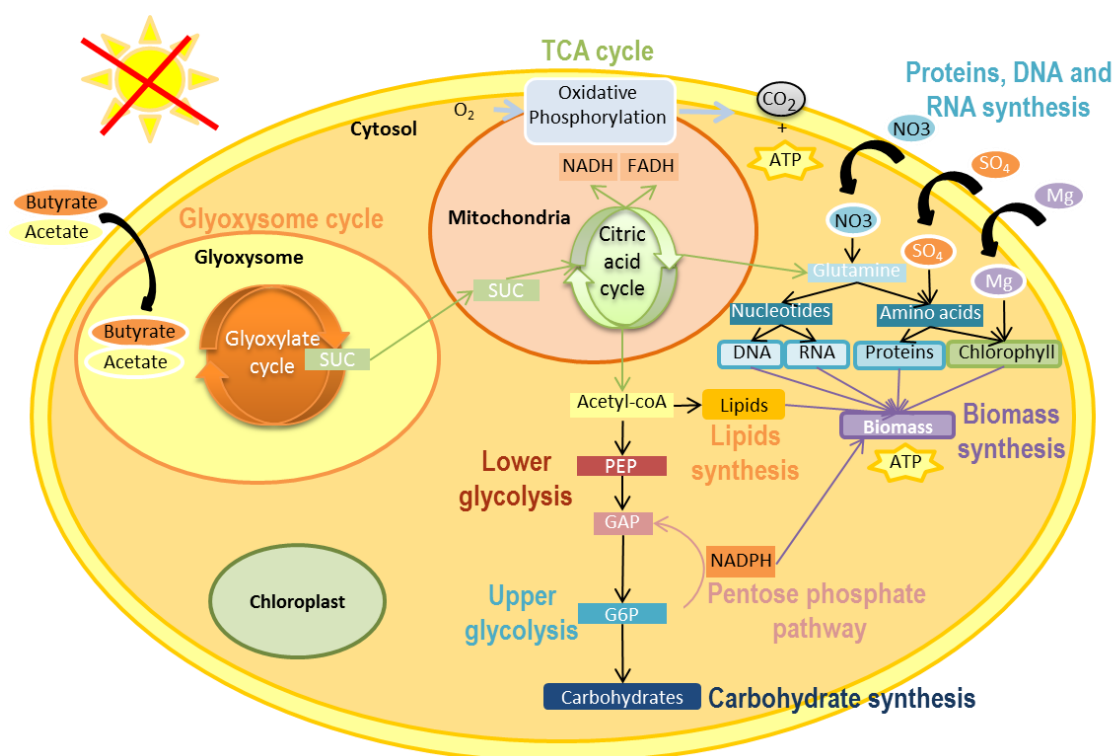 TCA cycle
Proteins, DNA and
RNA synthesis
Oxidative
Phosphorylation
O2
CO2
+
ATP
Cytosol
NO3
SO4
Mg
NADH
FADH
Butyrate
Acetate
Glyoxysome cycle
Mitochondria
Citric
acid
cycle
NO3
SO4
Mg
Glyoxysome
SUC
Glutamine
Nucleotides
Amino acids
Butyrate
Acetate
Glyoxylate
cycle
SUC
DNA
RNA
Proteins
Chlorophyll
Acetyl-coA
Lipids
Biomass
Biomass
synthesis
Lipids
synthesis
ATP
Lower
glycolysis
PEP
GAP
NADPH
Chloroplast
Upper
glycolysis
G6P
Pentose phosphate
pathway
Carbohydrates
Carbohydrate synthesis